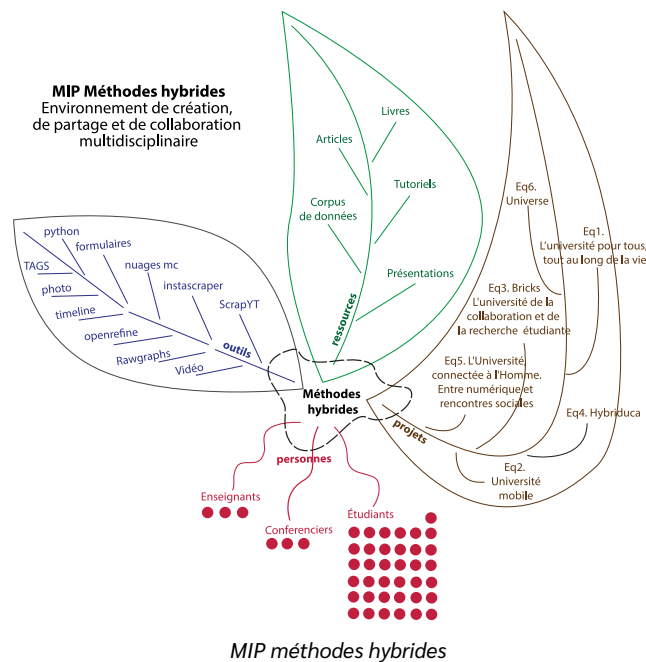 MIP Méthodes hybrides
Environnement de création,
de partage et de collaboration
multidisciplinaire
Livres
Articles
Tutoriels
Corpus
de données
Présentations
ressources
python
formulaires
TAGS
nuages mc
photo
instascraper
timeline
ScrapYT
openrefine
Rawgraphs
outils
Vidéo
Eq6.
Universe
Eq1.
L'université pour tous,
tout au long de la vie
Eq3. Bricks
L'université de la
collaboration et de
la recherche étudiante
Eq5. L'Université,
connectée à l'Homme.
Entre numérique et
rencontres sociales
Eq4. Hybriduca
projets
Eq2.
Université
mobile
Méthodes
hybrides
personnes
Enseignants
Conferenciers
Étudiants
MIP méthodes hybrides